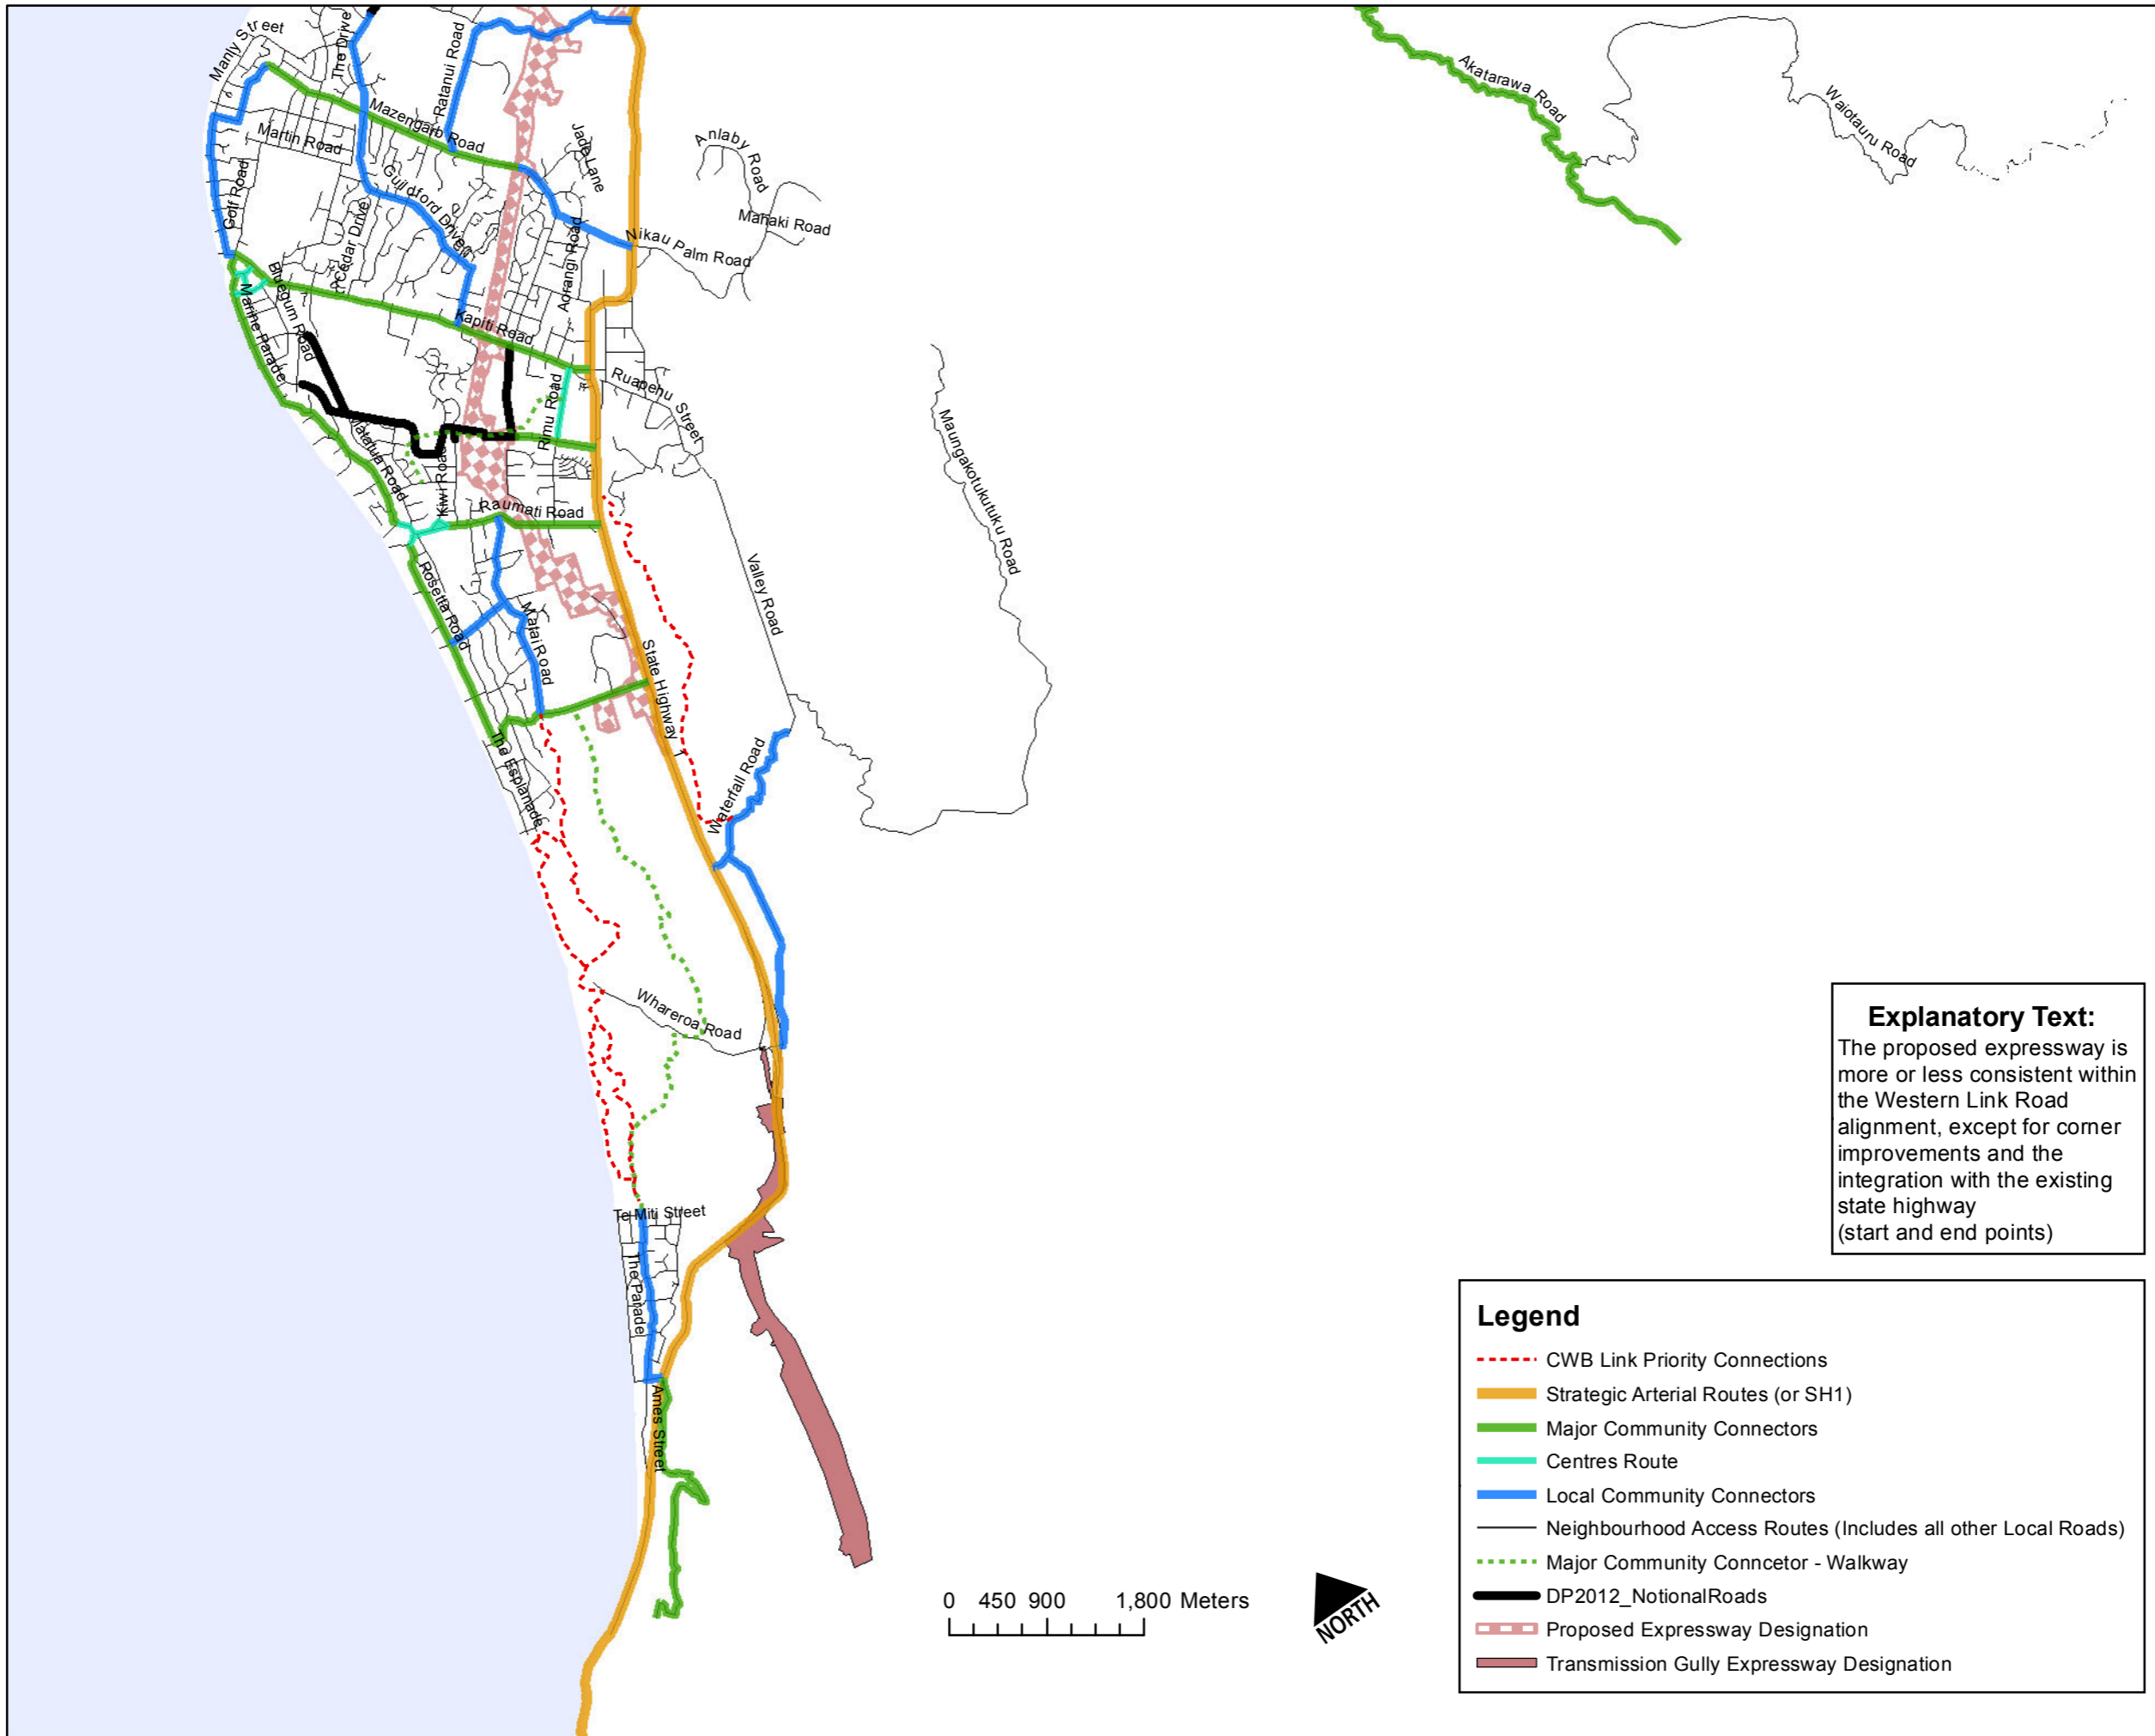 Manly Street
The Drive
Ratanui Road
Akatarawa Road
Waiotauru Road
Mazengarb Road
Martin Road
Jade Lane
Anlaby Road
Guildford Drive
Golf Road
Cedar Drive
Manaki Road
Nikau Palm Road
Aorangi Road
Bluegum Road
Marine Parade
Kapiti Road
Ruapehu Street
Rimu Road
Maungakotukutuku Road
Matatua Road
Kiwi Road
Raumati Road
Valley Road
Rosetta Road
Matai Road
State Highway 1
The Esplanade
Waterfall Road
Whareroa Road
Te Miti Street
The Parade
Ames Street
Explanatory Text:
The proposed expressway is
more or less consistent within
the Western Link Road
alignment, except for corner
improvements and the
integration with the existing
state highway
(start and end points)
Legend
CWB Link Priority Connections
Strategic Arterial Routes (or SH1)
Major Community Connectors
Centres Route
Local Community Connectors
Neighbourhood Access Routes (Includes all other Local Roads)
Major Community Conncetor - Walkway
DP2012_NotionalRoads
Proposed Expressway Designation
Transmission Gully Expressway Designation
0 450 900 1,800 Meters
NORTH